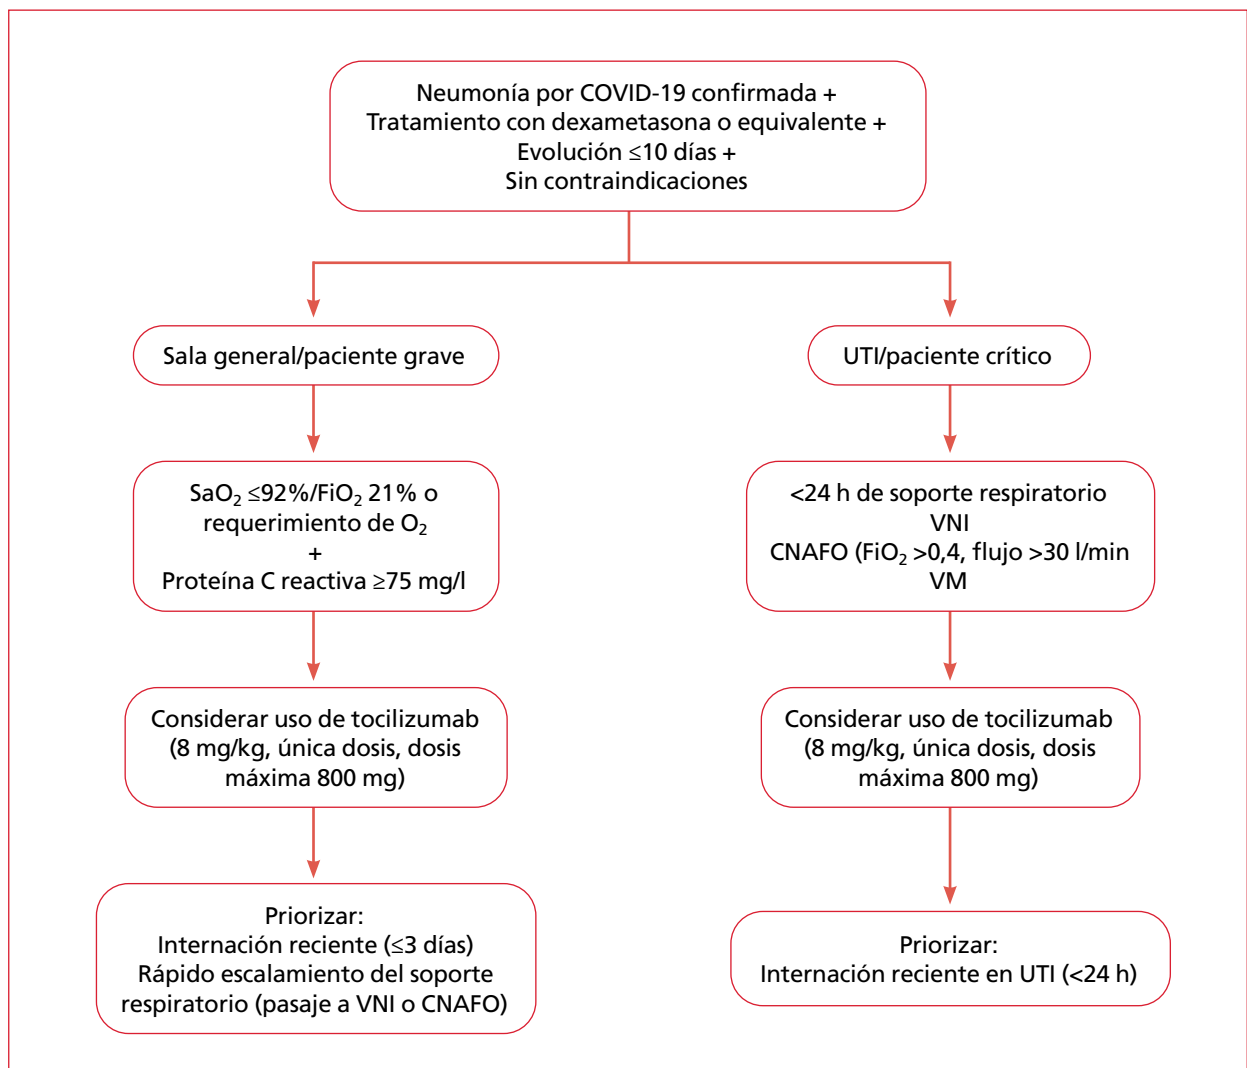 Neumonía por COVID-19 confirmada +
Tratamiento con dexametasona o equivalente +
Evolución ≤10 días +
Sin contraindicaciones
Sala general/paciente grave
SaO₂ ≤92%/FiO₂ 21% o
requerimiento de O₂
+
Proteína C reactiva ≥75 mg/l
Considerar uso de tocilizumab
(8 mg/kg, única dosis, dosis
máxima 800 mg)
Priorizar:
Internación reciente (≤3 días)
Rápido escalamiento del soporte
respiratorio (pasaje a VNI o CNAFO)
UTI/paciente crítico
<24 h de soporte respiratorio
VNI
CNAFO (FiO₂ >0,4, flujo >30 l/min
VM
Considerar uso de tocilizumab
(8 mg/kg, única dosis, dosis
máxima 800 mg)
Priorizar:
Internación reciente en UTI (<24 h)